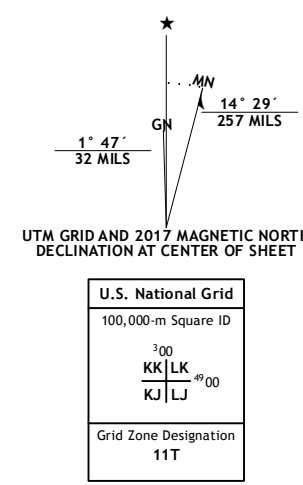 ★
MN
GN
14° 29´
257 MILS
1° 47´
32 MILS
UTM GRID AND 2017 MAGNETIC NORTH
DECLINATION AT CENTER OF SHEET
U.S. National Grid
100,000-m Square ID
300
KK LK
4900
KJ LJ
Grid Zone Designation
11T